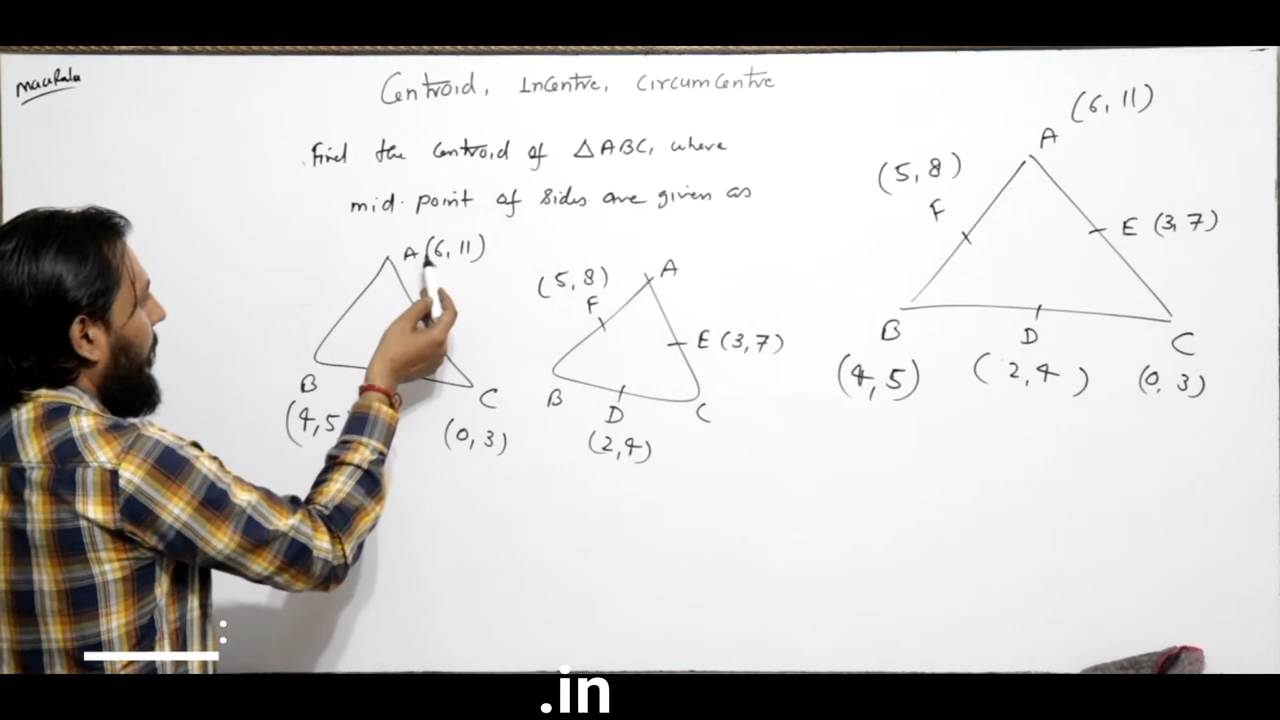 Centroid, Incentre, Circumcentre
Find the Centroid of △ABC, where
mid-point of sides are given as
A (6, 11)
B
(4, 5
C
(0, 3)
A
(5, 8)
F
E (3, 7)
B
D
(2, 4)
C
(6, 11)
A
(5, 8)
F
E (3, 7)
B
(4, 5)
D
(2, 4)
C
(0, 3)
:
.in